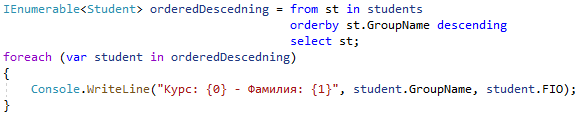 IEnumerable<Student> orderedDescedning = from st in students
orderby st.GroupName descending
select st;
foreach (var student in orderedDescedning)
{
Console.WriteLine("Курс: {0} - Фамилия: {1}", student.GroupName, student.FIO);
}